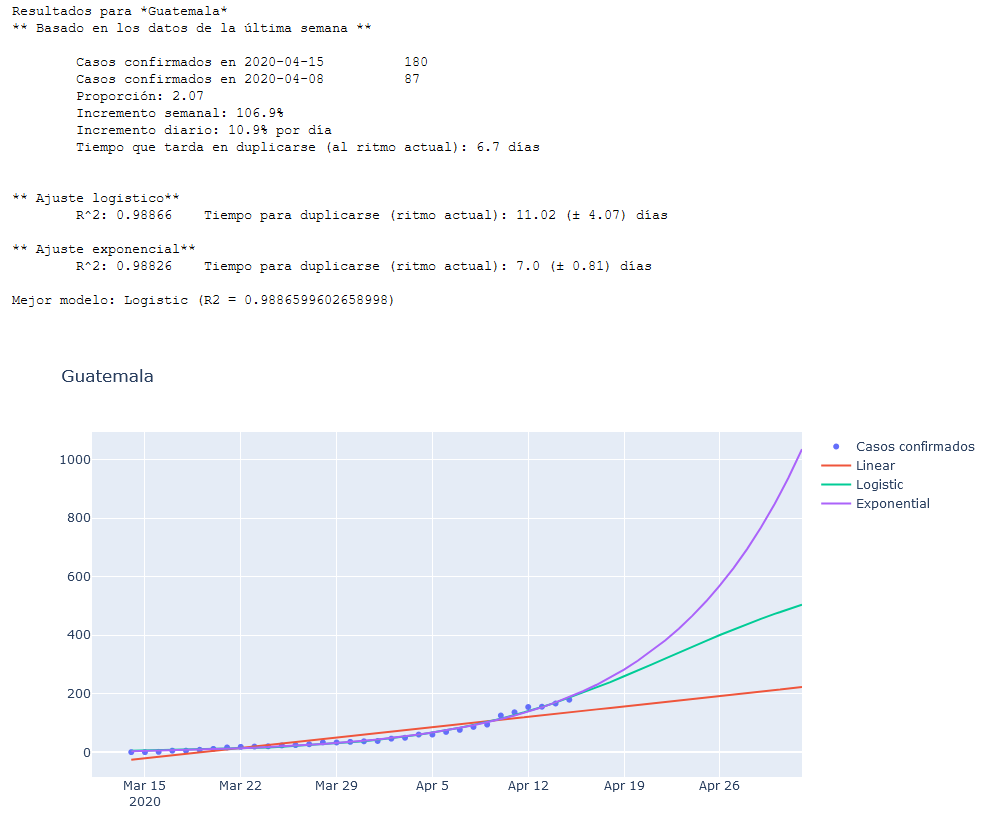 Resultados para *Guatemala*
** Basado en los datos de la última semana **
Casos confirmados en 2020-04-15 180
Casos confirmados en 2020-04-08 87
Proporción: 2.07
Incremento semanal: 106.9%
Incremento diario: 10.9% por día
Tiempo que tarda en duplicarse (al ritmo actual): 6.7 días
** Ajuste logistico**
R^2: 0.98866 Tiempo para duplicarse (ritmo actual): 11.02 (± 4.07) días
** Ajuste exponencial**
R^2: 0.98826 Tiempo para duplicarse (ritmo actual): 7.0 (± 0.81) días
Mejor modelo: Logistic (R2 = 0.9886599602658998)
Guatemala
1000
800
600
400
200
0
Mar 15 Mar 22 Mar 29 Apr 5 Apr 12 Apr 19 Apr 26
2020
Casos confirmados
Linear
Logistic
Exponential